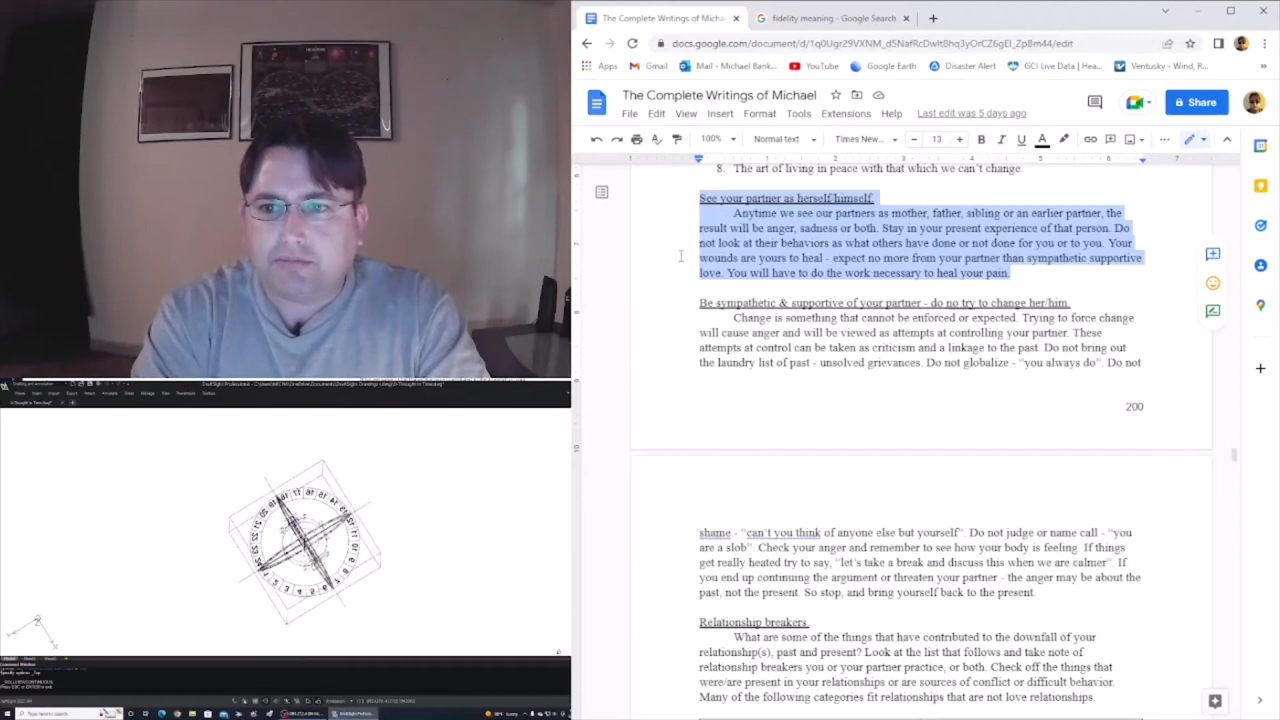 The Complete Writings of Michael
fidelity meaning - Google Search
docs.google.com/document/d/1q0Ugr29VXNM_d5NafRcDwlt8hq3yOrCZ6gEI_ZpBm44/edit
Apps Gmail Mail - Michael Bank... YouTube Google Earth Disaster Alert GCI Live Data | Hea... Ventusky - Wind, R...
The Complete Writings of Michael
File Edit View Insert Format Tools Extensions Help Last edit was 5 days ago
Share
100% Normal text Times New... 13 B I U A
8. The art of living in peace with that which we can't change.
See your partner as herself/himself.
Anytime we see our partners as mother, father, sibling or an earlier partner, the
result will be anger, sadness or both. Stay in your present experience of that person. Do
not look at their behaviors as what others have done or not done for you or to you. Your
wounds are yours to heal - expect no more from your partner than sympathetic supportive
love. You will have to do the work necessary to heal your pain.
Be sympathetic & supportive of your partner - do no try to change her/him.
Change is something that cannot be enforced or expected. Trying to force change
will cause anger and will be viewed as attempts at controlling your partner. These
attempts at control can be taken as criticism and a linkage to the past. Do not bring out
the laundry list of past - unsolved grievances. Do not globalize - “you always do”. Do not
200
shame - “can't you think of anyone else but yourself”. Do not judge or name call - “you
are a slob”. Check your anger and remember to see how your body is feeling. If things
get really heated try to say, “let's take a break and discuss this when we are calmer”. If
you end up continuing the argument or threaten your partner - the anger may be about the
past, not the present. So stop, and bring yourself back to the present.
Relationship breakers.
What are some of the things that have contributed to the downfall of your
relationship(s), past and present? Look at the list that follows and take note of
relationship breakers you or your partner practice, or both. Check off the things that
were/are present in your relationships or are sources of conflict or difficult behavior.
Many of the following categories fit relationships that are not love relationships.
Type here to search